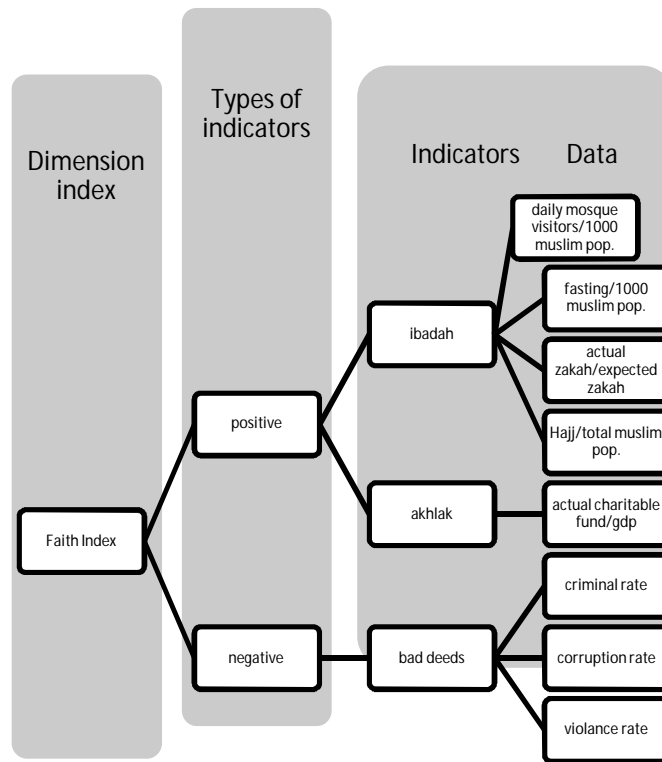 Types of
indicators
Dimension
index
Indicators
Data
daily mosque
visitors/1000
muslim pop.
fasting/1000
muslim pop.
ibadah
actual
zakah/expected
zakah
positive
Hajj/total muslim
pop.
akhlak
actual charitable
fund/gdp
Faith Index
criminal rate
negative
bad deeds
corruption rate
violance rate